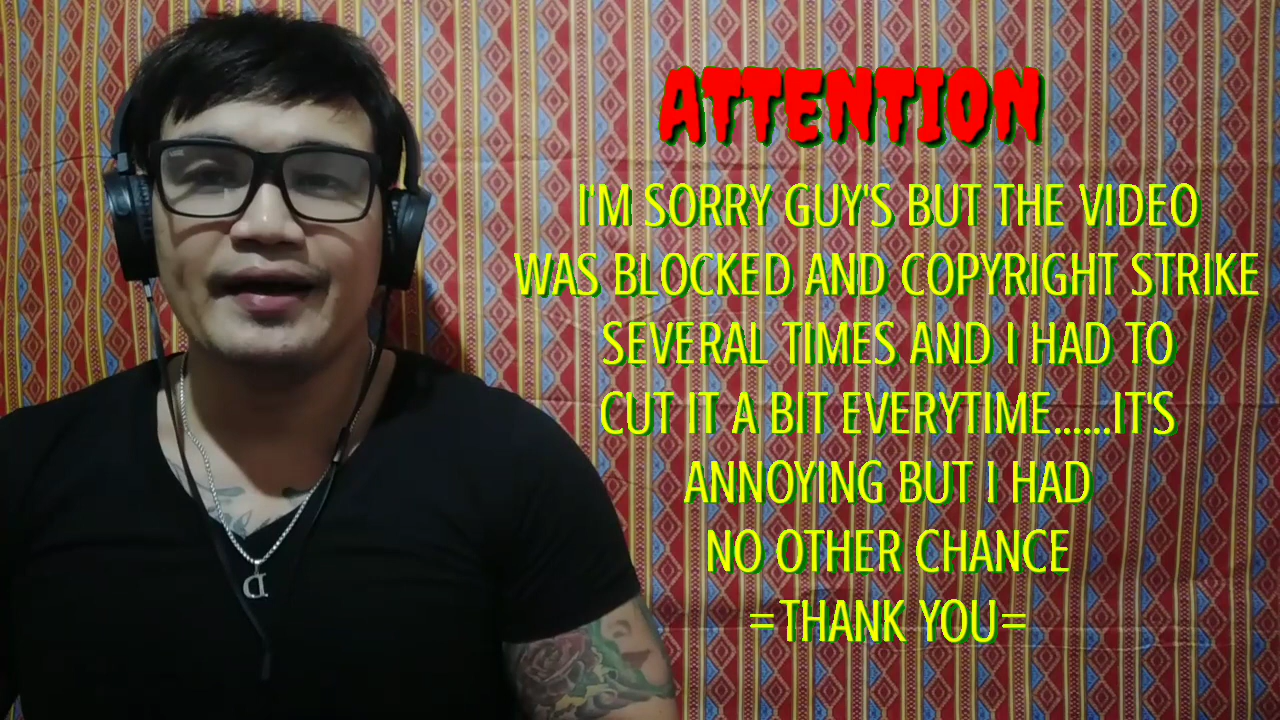 ATTENTION
I'M SORRY GUY'S BUT THE VIDEO
WAS BLOCKED AND COPYRIGHT STRIKE
SEVERAL TIMES AND I HAD TO
CUT IT A BIT EVERYTIME......IT'S
ANNOYING BUT I HAD
NO OTHER CHANCE
=THANK YOU=